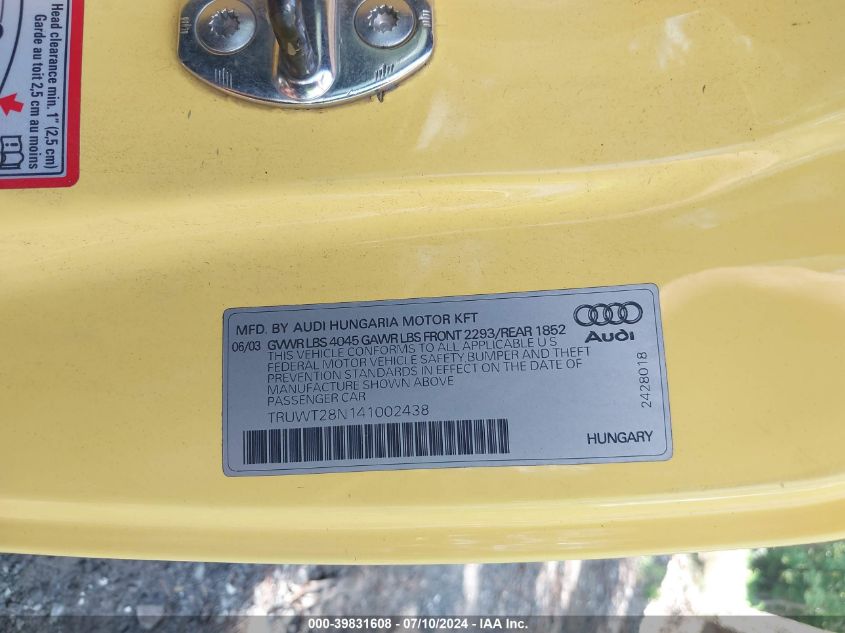 Head clearance min. 1" (2,5 cm)
Garde au toit 2,5 cm au moins
MFD. BY AUDI HUNGARIA MOTOR KFT
06/03 GVWR LBS 4045 GAWR LBS FRONT 2293/REAR 1852
THIS VEHICLE CONFORMS TO ALL APPLICABLE U S
FEDERAL MOTOR VEHICLE SAFETY,BUMPER AND THEFT
PREVENTION STANDARDS IN EFFECT ON THE DATE OF
MANUFACTURE SHOWN ABOVE
PASSENGER CAR
TRUWT28N141002438
Audi
2428018
HUNGARY
000-39831608 - 07/10/2024 - IAA Inc.